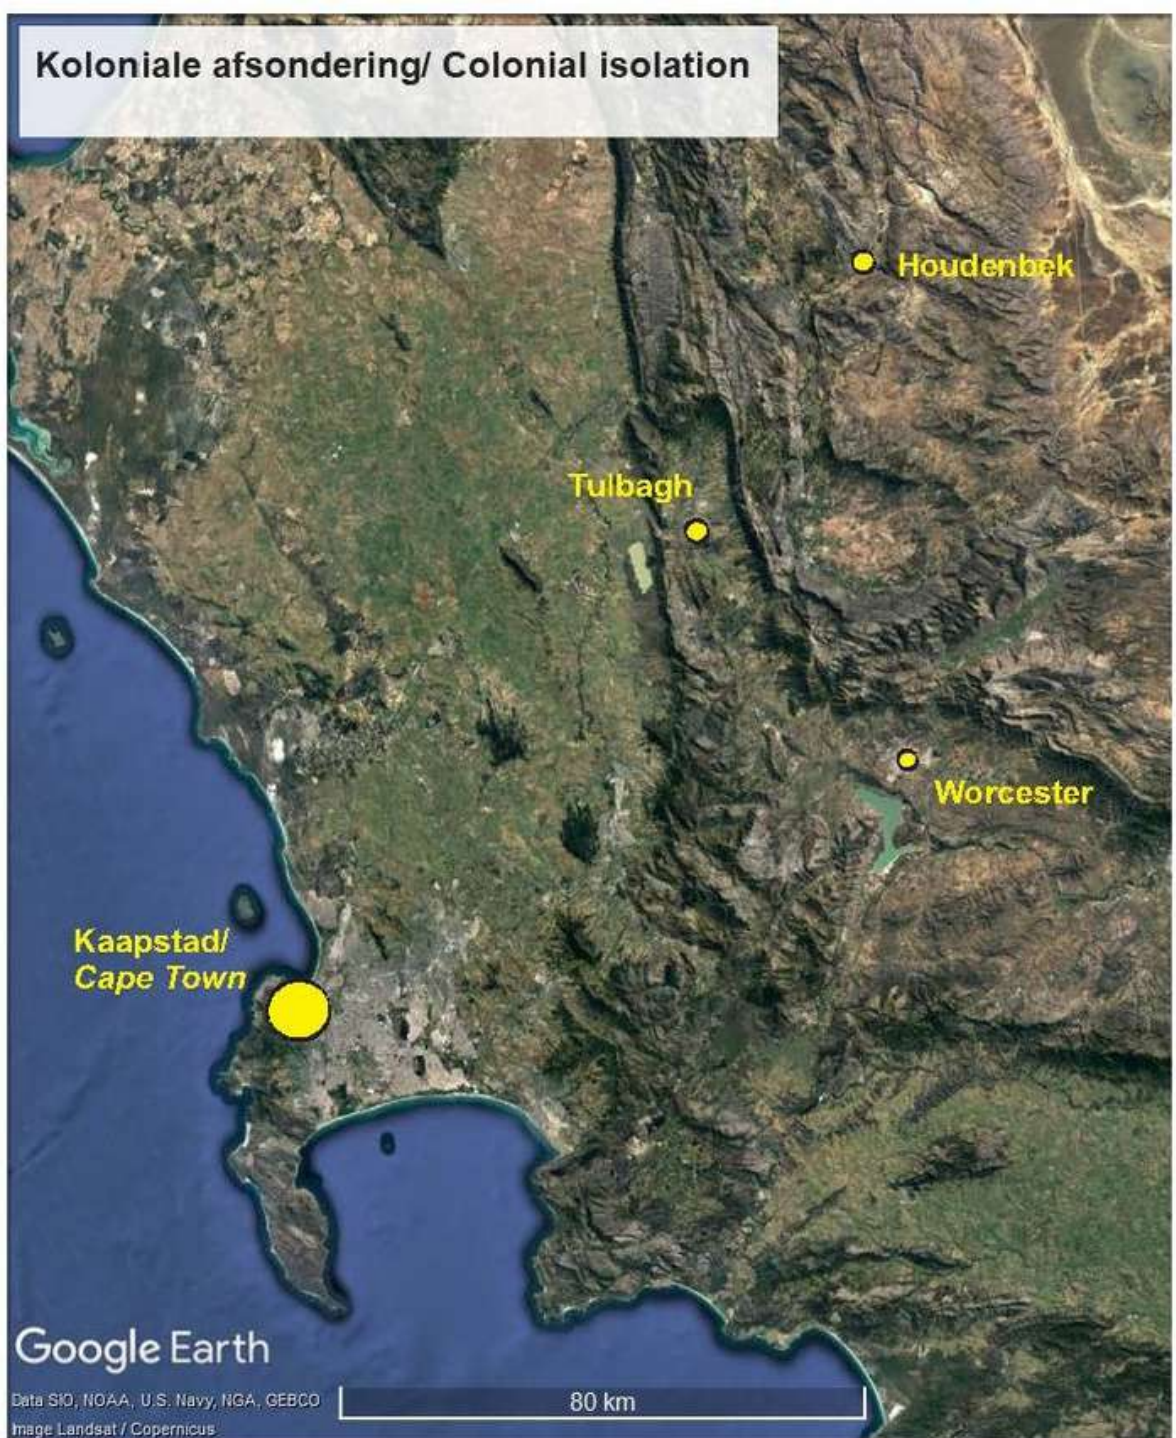 Koloniale afsondering/ Colonial isolation
Houdenbek
Tulbagh
Worcester
Kaapstad/
Cape Town
Google Earth
Data SIO, NOAA, U.S. Navy, NGA, GEBCO
Image Landsat / Copernicus
80 km